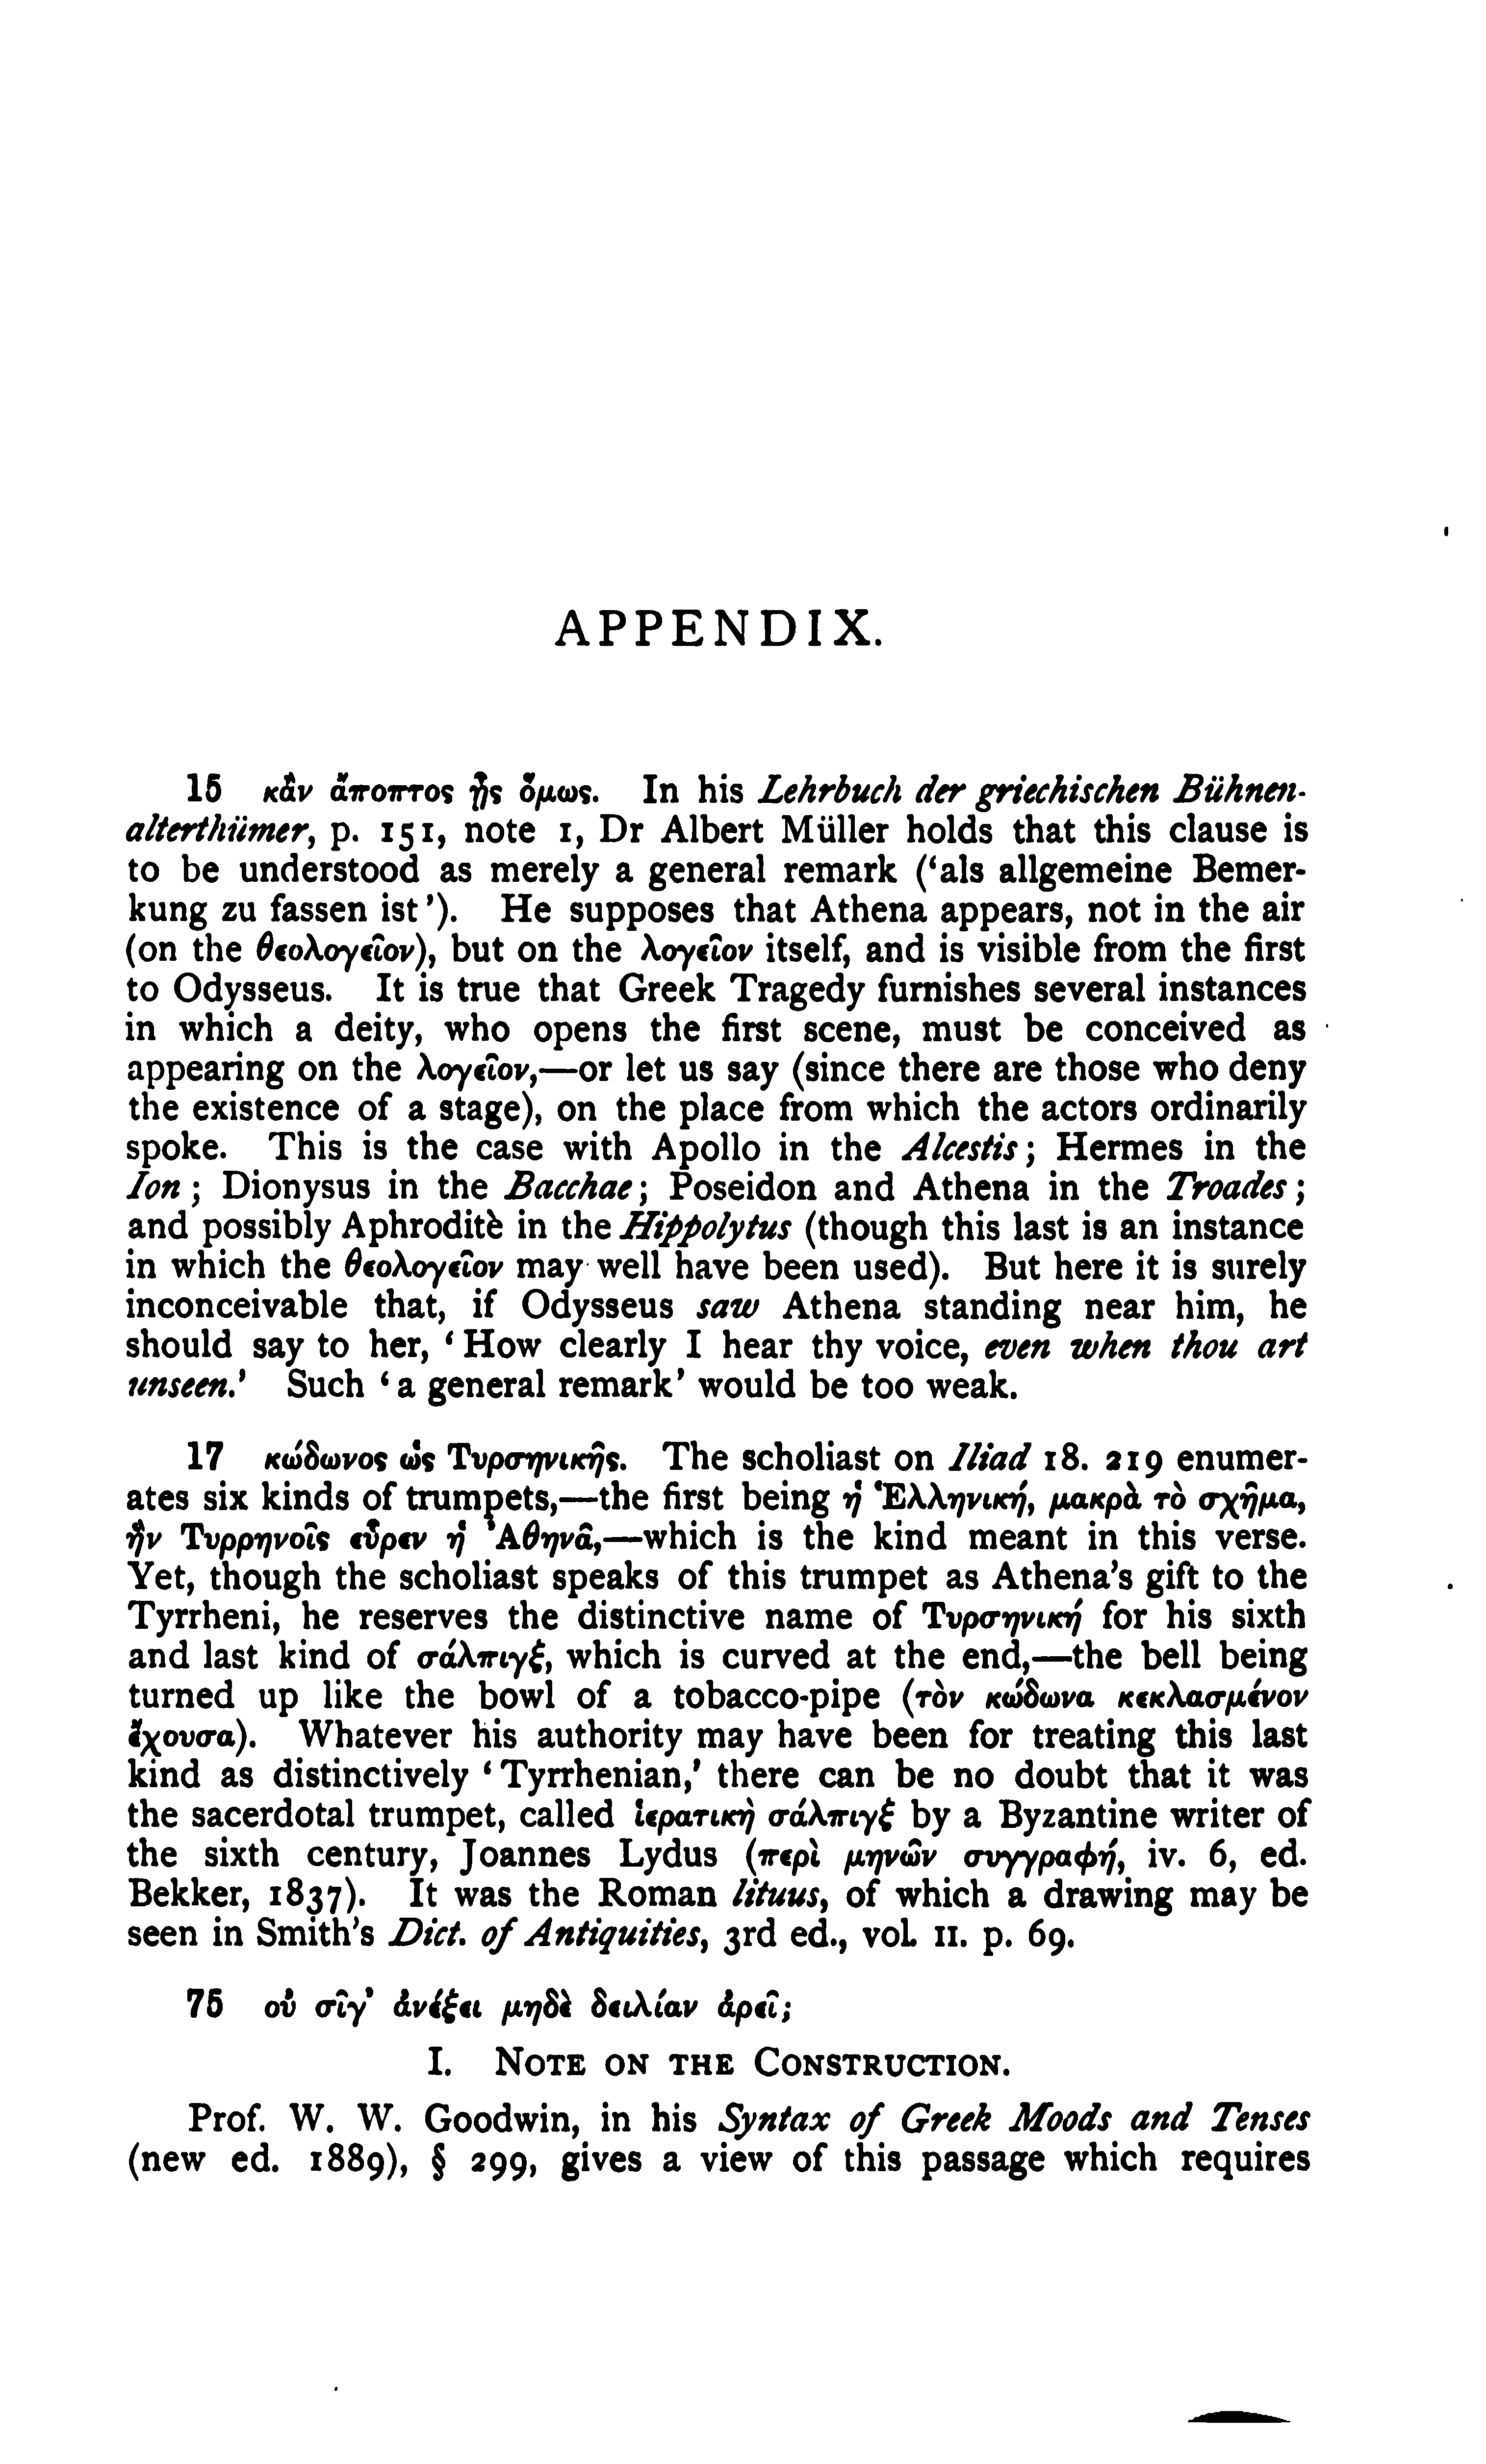 APPENDIX.
15 κἂν ἄποπτος ᾖς ὅμως. In his Lehrbuch der griechischen Bühnen-
alterthümer, p. 151, note 1, Dr Albert Müller holds that this clause is
to be understood as merely a general remark (‘als allgemeine Bemer-
kung zu fassen ist’). He supposes that Athena appears, not in the air
(on the θεολογεῖον), but on the λογεῖον itself, and is visible from the first
to Odysseus. It is true that Greek Tragedy furnishes several instances
in which a deity, who opens the first scene, must be conceived as
appearing on the λογεῖον,—or let us say (since there are those who deny
the existence of a stage), on the place from which the actors ordinarily
spoke. This is the case with Apollo in the Alcestis; Hermes in the
Ion; Dionysus in the Bacchae; Poseidon and Athena in the Troades;
and possibly Aphroditè in the Hippolytus (though this last is an instance
in which the θεολογεῖον may well have been used). But here it is surely
inconceivable that, if Odysseus saw Athena standing near him, he
should say to her, ‘How clearly I hear thy voice, even when thou art
unseen.’ Such ‘a general remark’ would be too weak.
17 κώδωνος ὡς Τυρσηνικῆς. The scholiast on Iliad 18. 219 enumer-
ates six kinds of trumpets,—the first being ἡ Ἑλληνική, μακρὰ τὸ σχῆμα,
ἣν Τυρρηνοῖς εὗρεν ἡ Ἀθηνᾶ,—which is the kind meant in this verse.
Yet, though the scholiast speaks of this trumpet as Athena’s gift to the
Tyrrheni, he reserves the distinctive name of Τυρσηνική for his sixth
and last kind of σάλπιγξ, which is curved at the end,—the bell being
turned up like the bowl of a tobacco-pipe (τὸν κώδωνα κεκλασμένον
ἔχουσα). Whatever his authority may have been for treating this last
kind as distinctively ‘Tyrrhenian,’ there can be no doubt that it was
the sacerdotal trumpet, called ἱερατικὴ σάλπιγξ by a Byzantine writer of
the sixth century, Joannes Lydus (περὶ μηνῶν συγγραφή, iv. 6, ed.
Bekker, 1837). It was the Roman lituus, of which a drawing may be
seen in Smith’s Dict. of Antiquities, 3rd ed., vol. II. p. 69.
75 οὐ σῖγ’ ἀνέξει μηδὲ δειλίαν ἀρεῖ;
I. NOTE ON THE CONSTRUCTION.
Prof. W. W. Goodwin, in his Syntax of Greek Moods and Tenses
(new ed. 1889), § 299, gives a view of this passage which requires